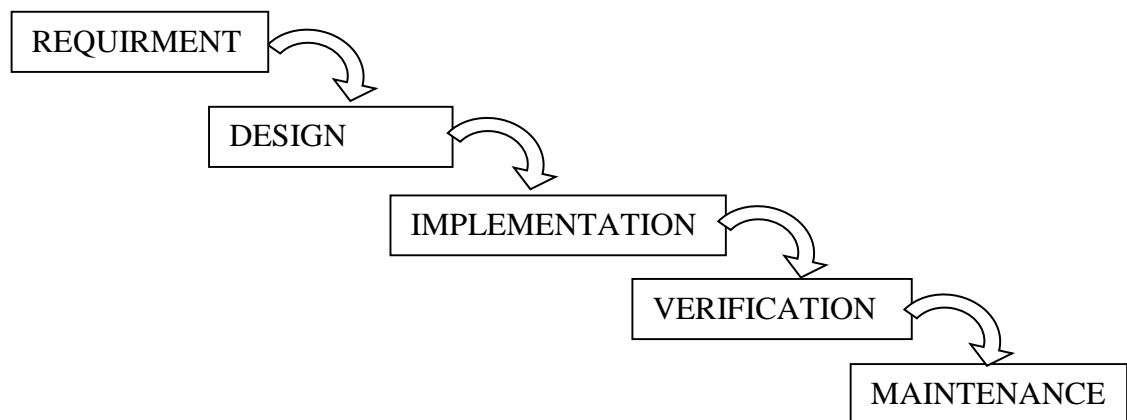 REQUIRMENT
DESIGN
IMPLEMENTATION
VERIFICATION
MAINTENANCE